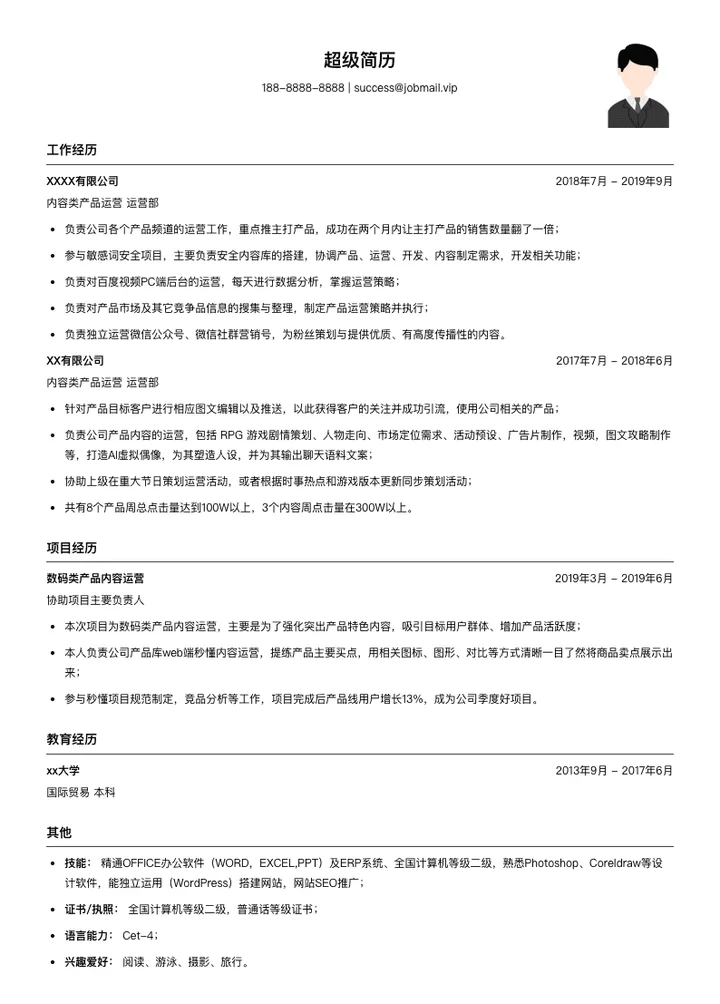 超级简历
188-8888-8888 | success@jobmail.vip
工作经历
XXXX有限公司 2018年7月 - 2019年9月
内容类产品运营 运营部
• 负责公司各个产品频道的运营工作，重点推主打产品，成功在两个月内让主打产品的销售数量翻了一倍；
• 参与敏感词安全项目，主要负责安全内容库的搭建，协调产品、运营、开发、内容制定需求，开发相关功能；
• 负责对百度视频PC端后台的运营，每天进行数据分析，掌握运营策略；
• 负责对产品市场及其它竞争品信息的搜集与整理，制定产品运营策略并执行；
• 负责独立运营微信公众号、微信社群营销号，为粉丝策划与提供优质、有高度传播性的内容。
XX有限公司 2017年7月 - 2018年6月
内容类产品运营 运营部
• 针对产品目标客户进行相应图文编辑以及推送，以此获得客户的关注并成功引流，使用公司相关的产品；
• 负责公司产品内容的运营，包括 RPG 游戏剧情策划、人物走向、市场定位需求、活动预设、广告片制作，视频，图文攻略制作
等，打造AI虚拟偶像，为其塑造人设，并为其输出聊天语料文案；
• 协助上级在重大节日策划运营活动，或者根据时事热点和游戏版本更新同步策划活动；
• 共有8个产品周总点击量达到100W以上，3个内容周点击量在300W以上。
项目经历
数码类产品内容运营 2019年3月 - 2019年6月
协助项目主要负责人
• 本次项目为数码类产品内容运营，主要是为了强化突出产品特色内容，吸引目标用户群体、增加产品活跃度；
• 本人负责公司产品库web端秒懂内容运营，提练产品主要买点，用相关图标、图形、对比等方式清晰一目了然将商品卖点展示出
来；
• 参与秒懂项目规范制定，竞品分析等工作，项目完成后产品线用户增长13%，成为公司季度好项目。
教育经历
xx大学 2013年9月 - 2017年6月
国际贸易 本科
其他
• 技能： 精通OFFICE办公软件（WORD，EXCEL,PPT）及ERP系统、全国计算机等级二级，熟悉Photoshop、Coreldraw等设
计软件，能独立运用（WordPress）搭建网站，网站SEO推广；
• 证书/执照： 全国计算机等级二级，普通话等级证书；
• 语言能力： Cet-4；
• 兴趣爱好： 阅读、游泳、摄影、旅行。